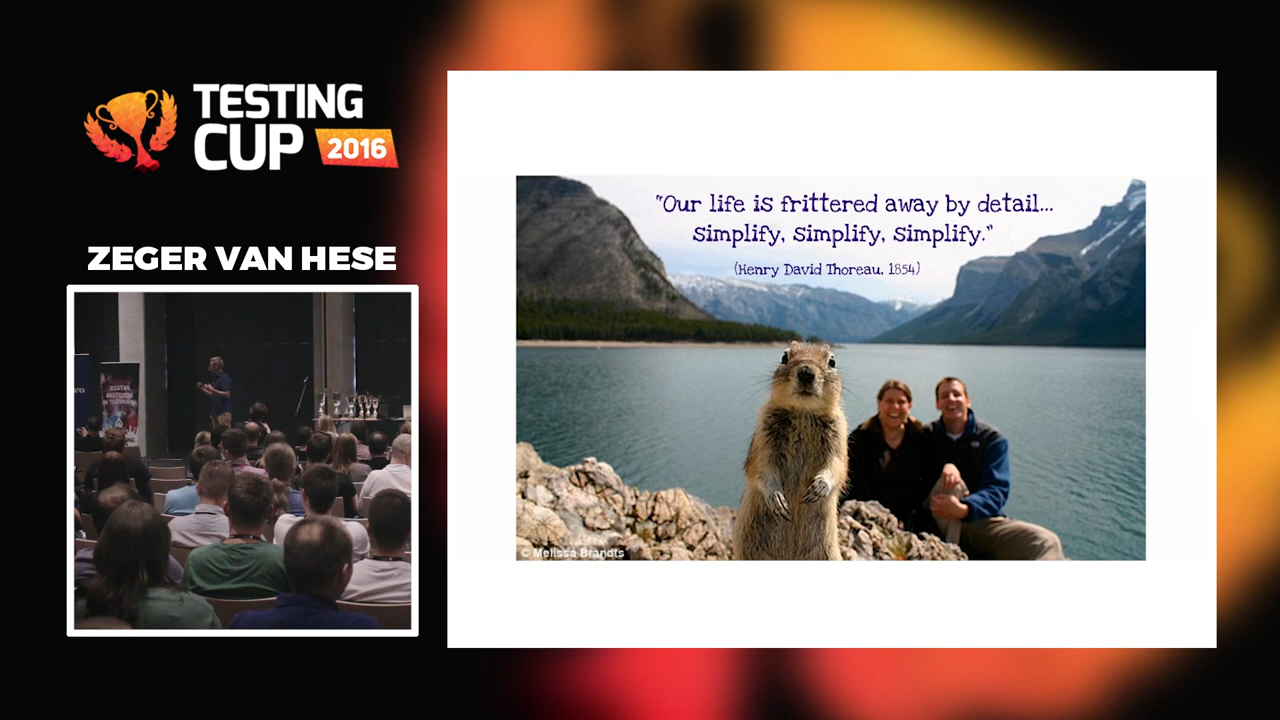 TESTING
CUP
2016
ZEGER VAN HESE
"Our life is frittered away by detail...
simplify, simplify, simplify."
(Henry David Thoreau, 1854)
© Melissa Brandts